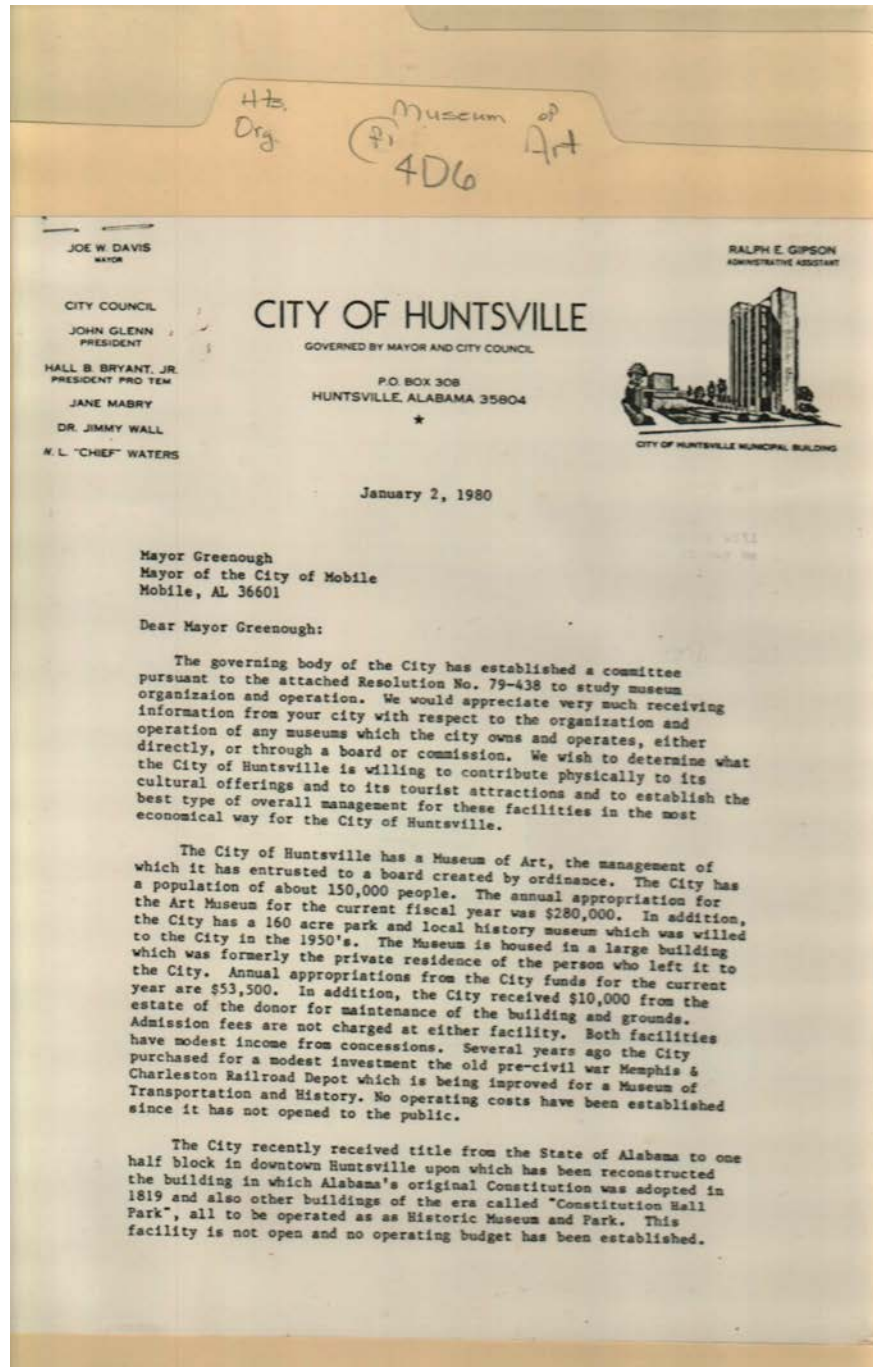 Hts. Museum of
Org. Art
4D6
JOE W. DAVIS
MAYOR
RALPH E. GIPSON
ADMINISTRATIVE ASSISTANT
CITY COUNCIL
JOHN GLENN
PRESIDENT
HALL B. BRYANT, JR.
PRESIDENT PRO TEM
JANE MABRY
DR. JIMMY WALL
"CHIEF" WATERS
CITY OF HUNTSVILLE
GOVERNED BY MAYOR AND CITY COUNCIL
P.O. BOX 308
HUNTSVILLE, ALABAMA 35804
CITY OF HUNTSVILLE MUNICIPAL BUILDING
January 2, 1980
Mayor Greenough
Mayor of the City of Mobile
Mobile, AL 36601
Dear Mayor Greenough:
The governing body of the City has established a committee
pursuant to the attached Resolution No. 79-438 to study museum
organizaion and operation. We would appreciate very much receiving
information from your city with respect to the organization and
operation of any museums which the city owns and operates, either
directly, or through a board or commission. We wish to determine what
the City of Huntsville is willing to contribute physically to its
cultural offerings and to its tourist attractions and to establish the
best type of overall management for these facilities in the most
economical way for the City of Huntsville.
The City of Huntsville has a Museum of Art, the management of
which it has entrusted to a board created by ordinance. The City has
a population of about 150,000 people. The annual appropriation for
the Art Museum for the current fiscal year was $280,000. In addition,
the City has a 160 acre park and local history museum which was willed
to the City in the 1950's. The Museum is housed in a large building
which was formerly the private residence of the person who left it to
the City. Annual appropriations from the City funds for the current
year are $53,500. In addition, the City received $10,000 from the
estate of the donor for maintenance of the building and grounds.
Admission fees are not charged at either facility. Both facilities
have modest income from concessions. Several years ago the City
purchased for a modest investment the old pre-civil war Memphis &
Charleston Railroad Depot which is being improved for a Museum of
Transportation and History. No operating costs have been established
since it has not opened to the public.
The City recently received title from the State of Alabama to one
half block in downtown Huntsville upon which has been reconstructed
the building in which Alabama's original Constitution was adopted in
1819 and also other buildings of the era called "Constitution Hall
Park", all to be operated as as Historic Museum and Park. This
facility is not open and no operating budget has been established.